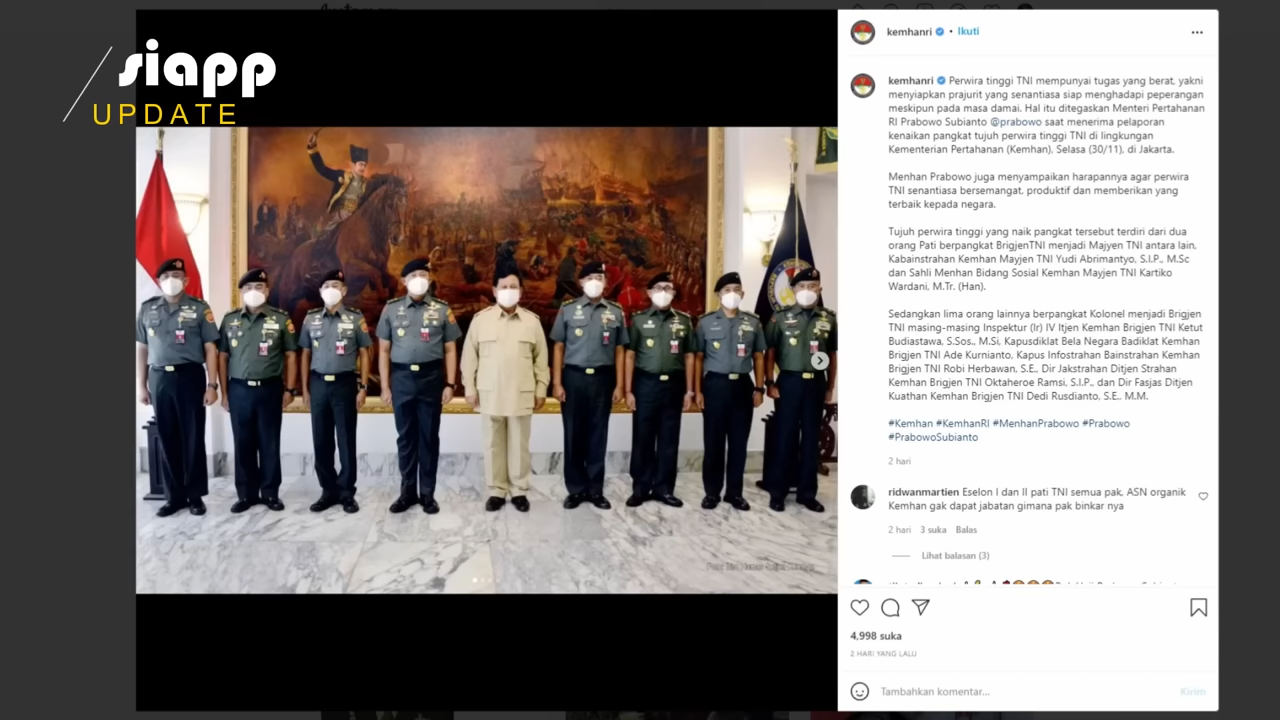 siapp
UPDATE
kemhanri • Ikuti
kemhanri Perwira tinggi TNI mempunyai tugas yang berat, yakni
menyiapkan prajurit yang senantiasa siap menghadapi peperangan
meskipun pada masa damai. Hal itu ditegaskan Menteri Pertahanan
RI Prabowo Subianto @prabowo saat menerima pelaporan
kenaikan pangkat tujuh perwira tinggi TNI di lingkungan
Kementerian Pertahanan (Kemhan), Selasa (30/11), di Jakarta.
Menhan Prabowo juga menyampaikan harapannya agar perwira
TNI senantiasa bersemangat, produktif dan memberikan yang
terbaik kepada negara.
Tujuh perwira tinggi yang naik pangkat tersebut terdiri dari dua
orang Pati berpangkat BrigjenTNI menjadi Majyen TNI antara lain,
Kabainstrahan Kemhan Mayjen TNI Yudi Abrimantyo, S.I.P., M.Sc
dan Sahli Menhan Bidang Sosial Kemhan Mayjen TNI Kartiko
Wardani, M.Tr. (Han).
Sedangkan lima orang lainnya berpangkat Kolonel menjadi Brigjen
TNI masing-masing Inspektur (Ir) IV Itjen Kemhan Brigjen TNI Ketut
Budiastawa, S.Sos., M.Si, Kapusdiklat Bela Negara Badiklat Kemhan
Brigjen TNI Ade Kurnianto, Kapus Infostrahan Bainstrahan Kemhan
Brigjen TNI Robi Herbawan, S.E., Dir Jakstrahan Ditjen Strahan
Kemhan Brigjen TNI Oktaheroe Ramsi, S.I.P., dan Dir Fasjas Ditjen
Kuathan Kemhan Brigjen TNI Dedi Rusdianto, S.E., M.M.
#Kemhan #KemhanRI #MenhanPrabowo #Prabowo
#PrabowoSubianto
2 hari
ridwanmartien Eselon I dan II pati TNI semua pak, ASN organik
Kemhan gak dapat jabatan gimana pak binkar nya
2 hari 3 suka Balas
Lihat balasan (3)
4,998 suka
2 HARI YANG LALU
Tambahkan komentar...
Kirim